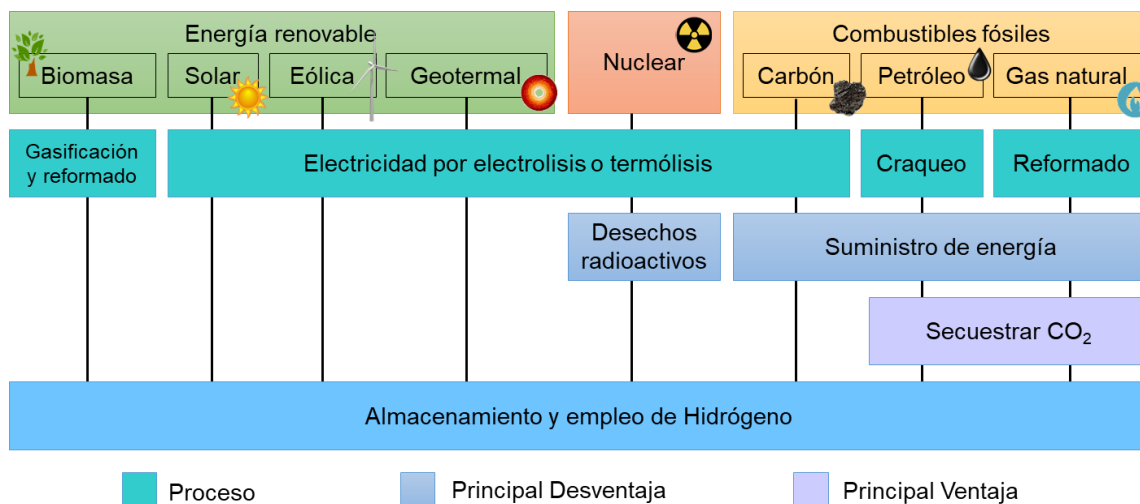 Energía renovable
Biomasa
Solar
Eólica
Geotermal
Nuclear
Combustibles fósiles
Carbón
Petróleo
Gas natural
Gasificación
y reformado
Electricidad por electrolisis o termólisis
Craqueo
Reformado
Desechos
radioactivos
Suministro de energía
Secuestrar CO₂
Almacenamiento y empleo de Hidrógeno
Proceso
Principal Desventaja
Principal Ventaja